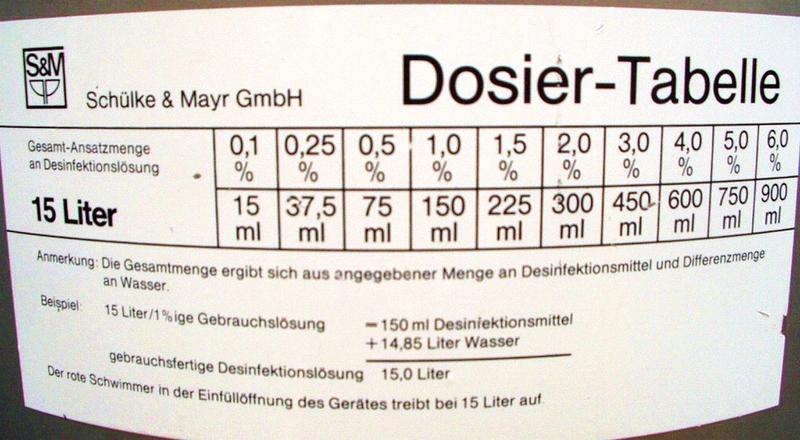 S&M
Schülke & Mayr GmbH
Dosier-Tabelle
Gesamt-Ansatzmenge
an Desinfektionslösung
0,1 % 0,25 % 0,5 % 1,0 % 1,5 % 2,0 % 3,0 % 4,0 % 5,0 % 6,0 %
15 Liter
15 ml 37,5 ml 75 ml 150 ml 225 ml 300 ml 450 ml 600 ml 750 ml 900 ml
Anmerkung: Die Gesamtmenge ergibt sich aus angegebener Menge an Desinfektionsmittel und Differenzmenge
an Wasser.
Beispiel: 15 Liter/1%ige Gebrauchslösung =150 ml Desinfektionsmittel
+14,85 Liter Wasser
gebrauchsfertige Desinfektionslösung 15,0 Liter
Der rote Schwimmer in der Einfüllöffnung des Gerätes treibt bei 15 Liter auf.